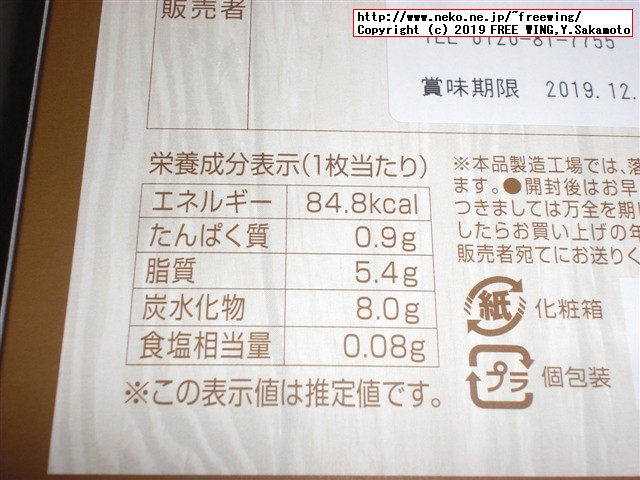 http://www.neko.ne.jp/~freewing/
Copyright (c) 2019 FREE WING,Y.Sakamoto
販売者
TEL 0120-81-7755
賞味期限 2019.12.
栄養成分表示(1枚当たり)
エネルギー 84.8kcal
たんぱく質 0.9g
脂質 5.4g
炭水化物 8.0g
食塩相当量 0.08g
※この表示値は推定値です。
※本品製造工場では、落
ます。●開封後はお早
つきましては万全を期し
したらお買い上げの年
販売者宛てにお送りく
紙 化粧箱
プラ 個包装